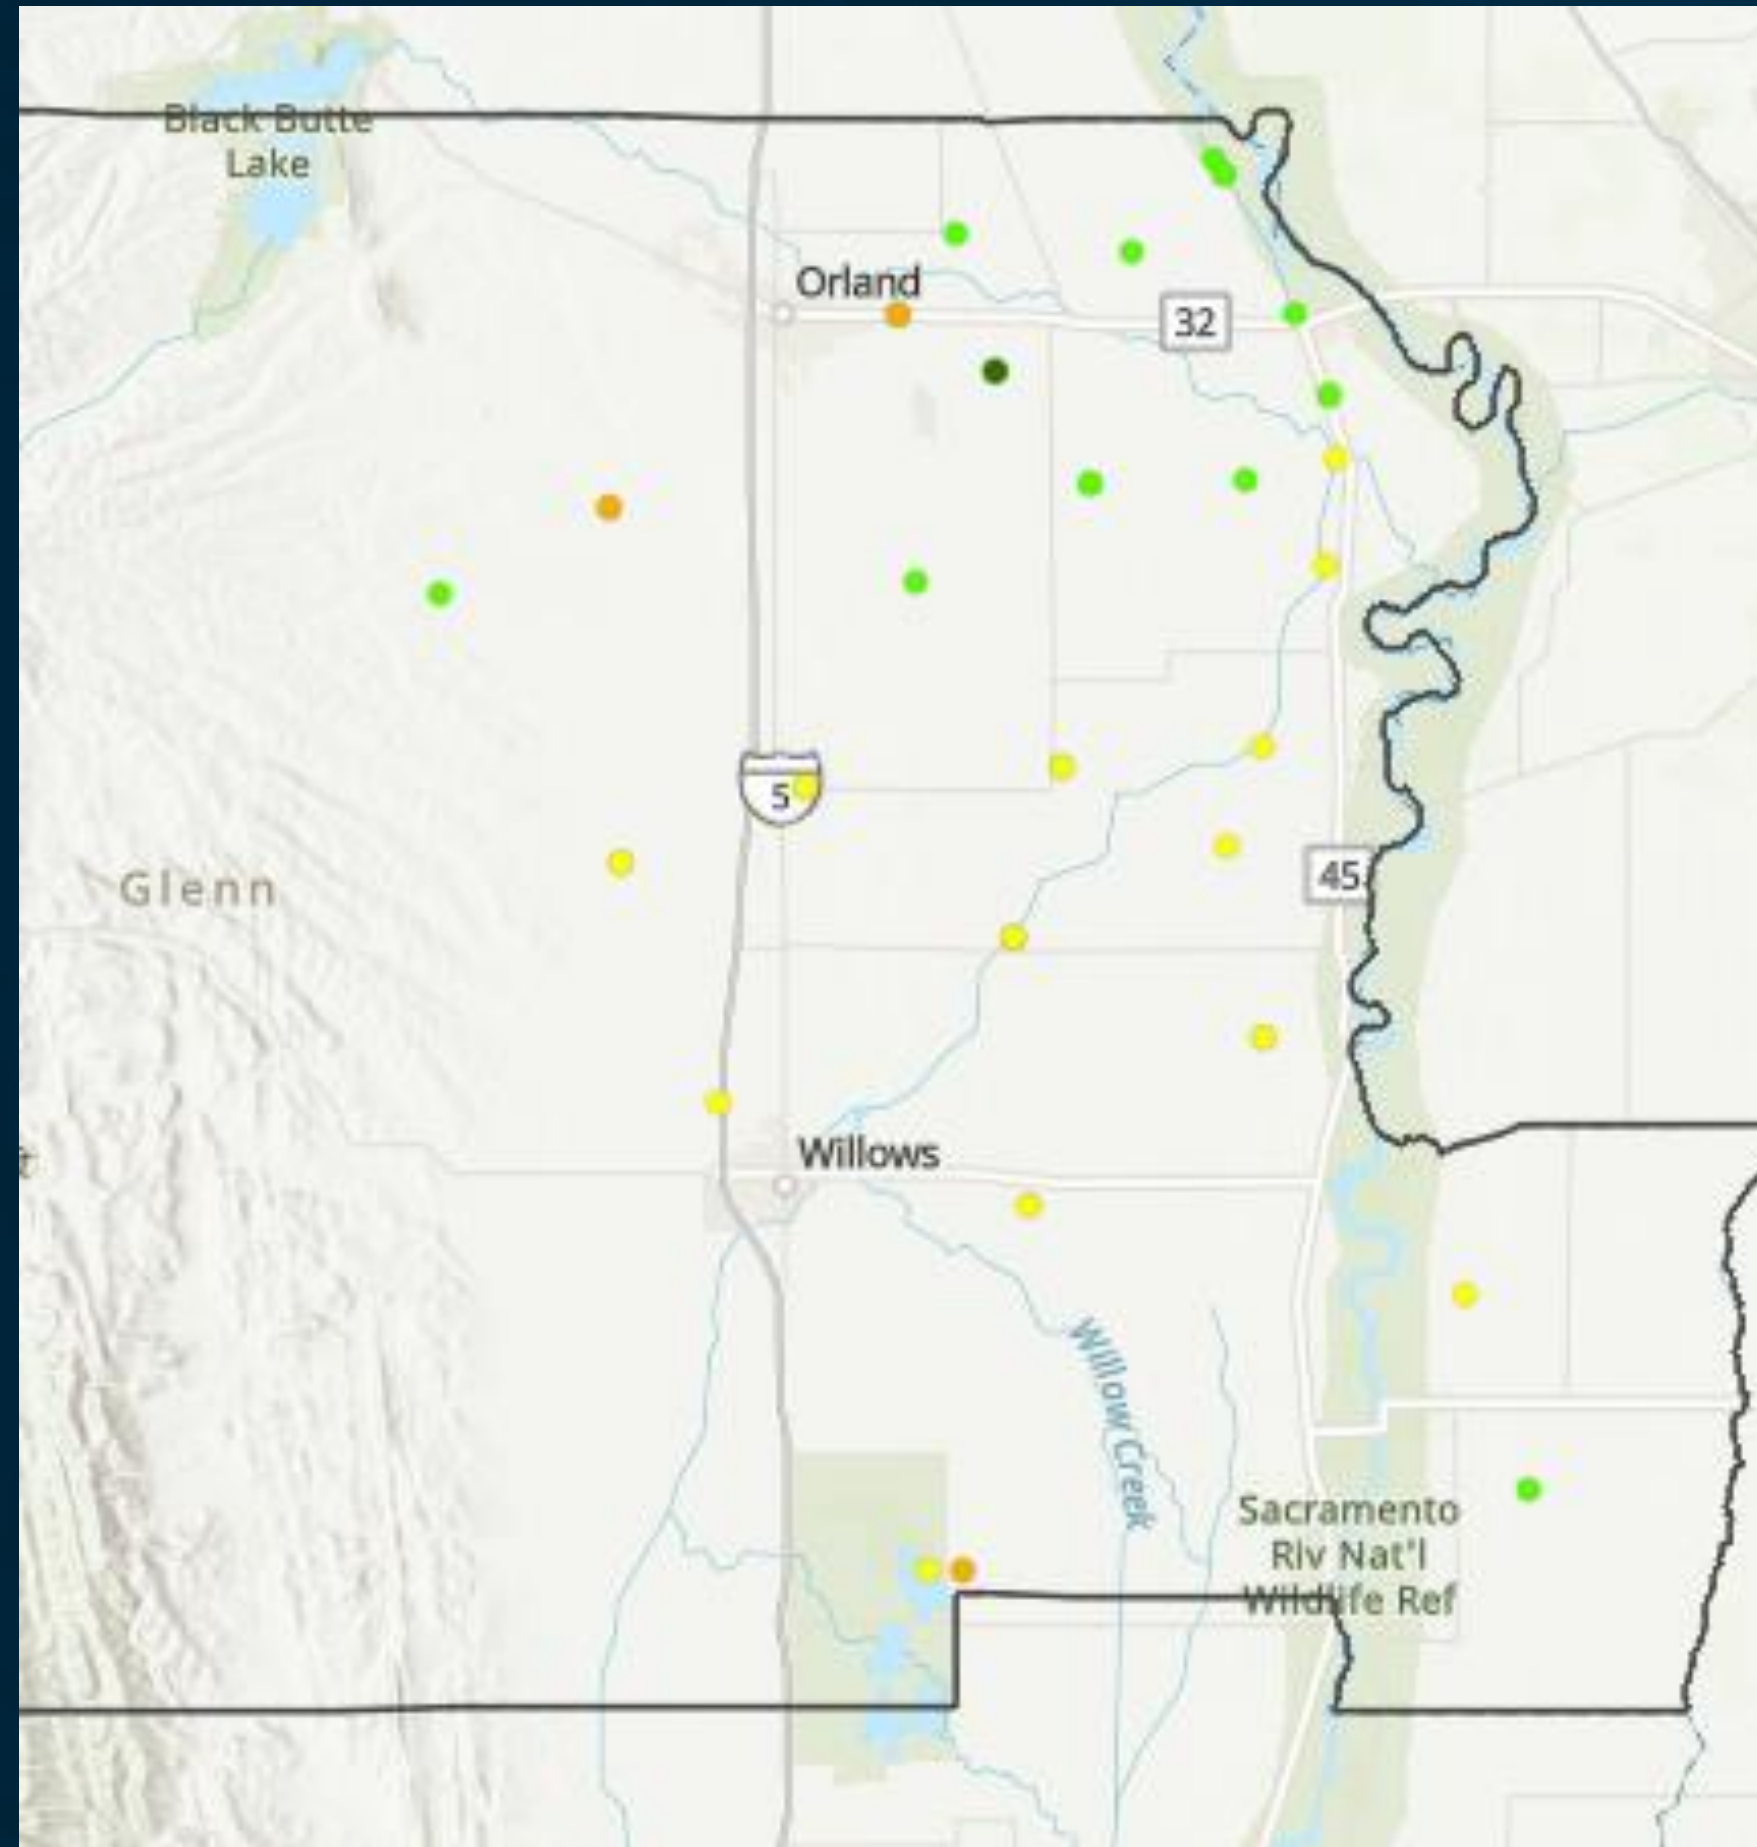 Black Butte
Lake
Orland
32
5
Glenn
45
Willows
Willow Creek
Sacramento
Riv Nat'l
Wildlife Ref